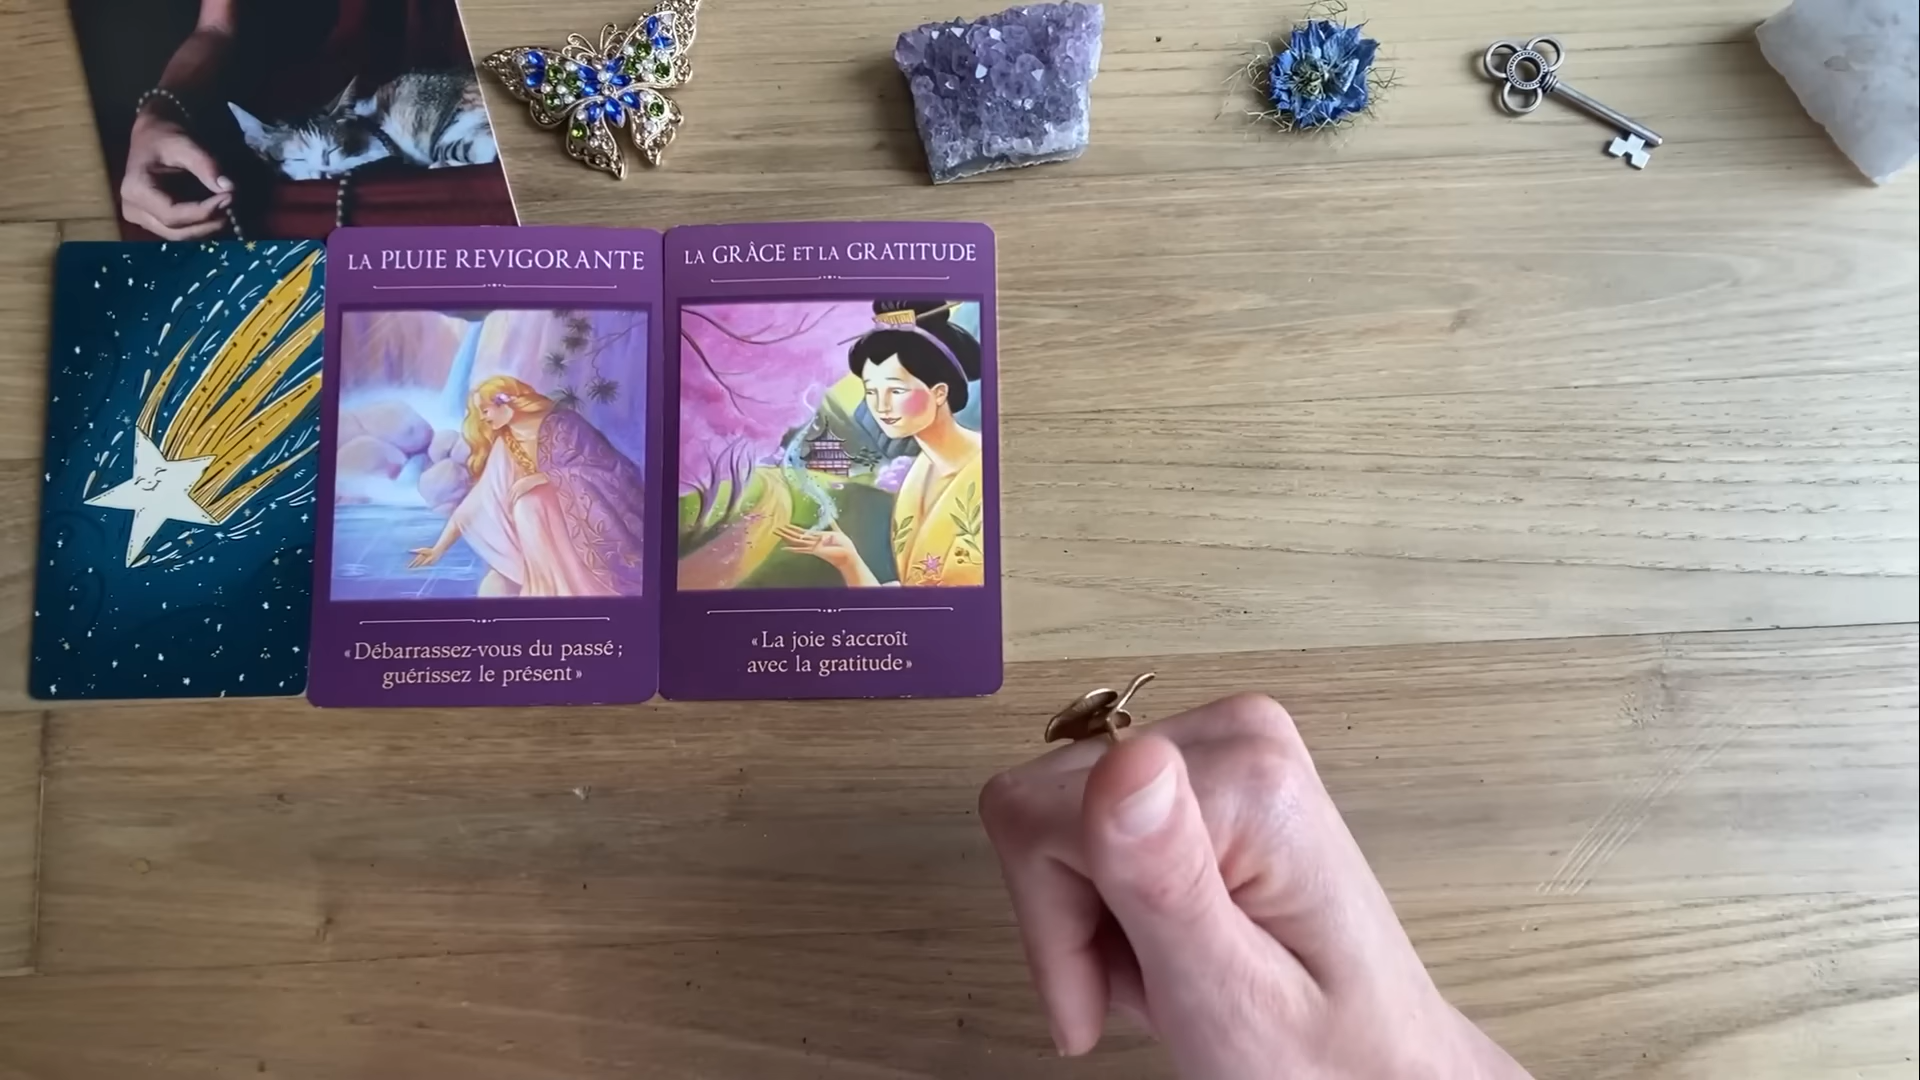 LA PLUIE REVIGORANTE
«Débarrassez-vous du passé;
guérissez le présent»
LA GRÂCE ET LA GRATITUDE
«La joie s'accroît
avec la gratitude»